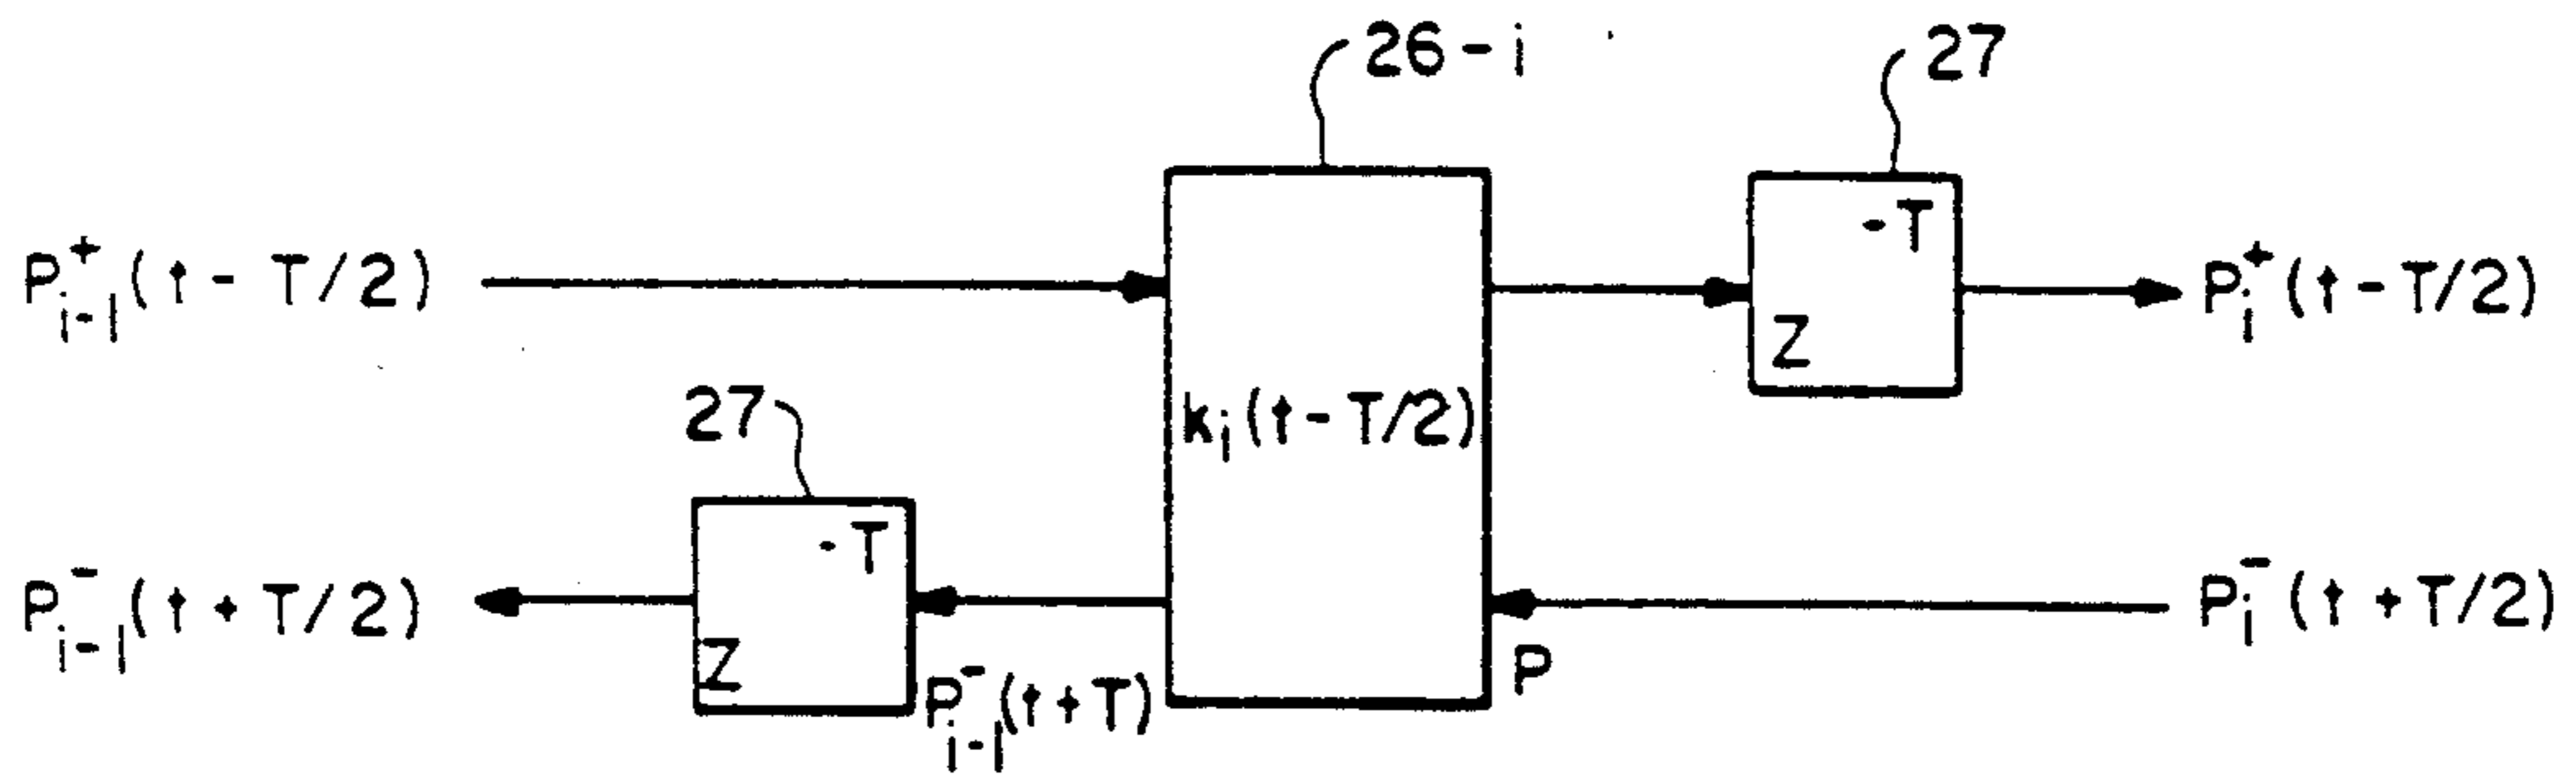 26-i
27
P⁺ᵢ₋₁(t - T/2)
-T
Z
P⁺ᵢ(t - T/2)
27
kᵢ(t - T/2)
P⁻ᵢ₋₁(t + T/2)
-T
Z
P⁻ᵢ₋₁(t + T)
P
P⁻ᵢ(t + T/2)